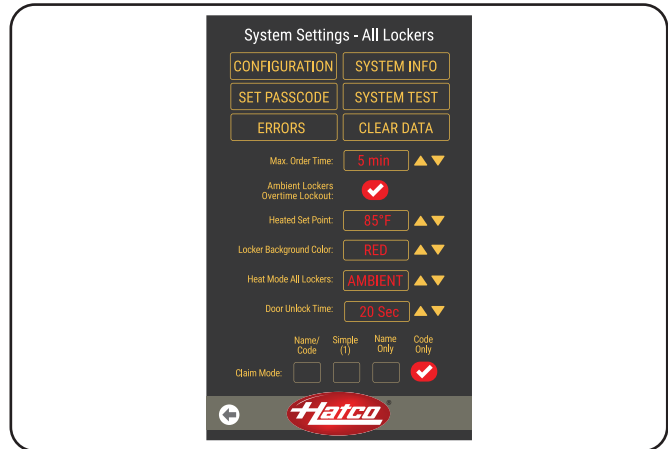 System Settings - All Lockers
CONFIGURATION SYSTEM INFO
SET PASSCODE SYSTEM TEST
ERRORS CLEAR DATA
Max. Order Time: 5 min
Ambient Lockers
Overtime Lockout:
Heated Set Point: 85°F
Locker Background Color: RED
Heat Mode All Lockers: AMBIENT
Door Unlock Time: 20 Sec
Name/ Simple Name Code
Code (1) Only Only
Claim Mode:
Hatco®